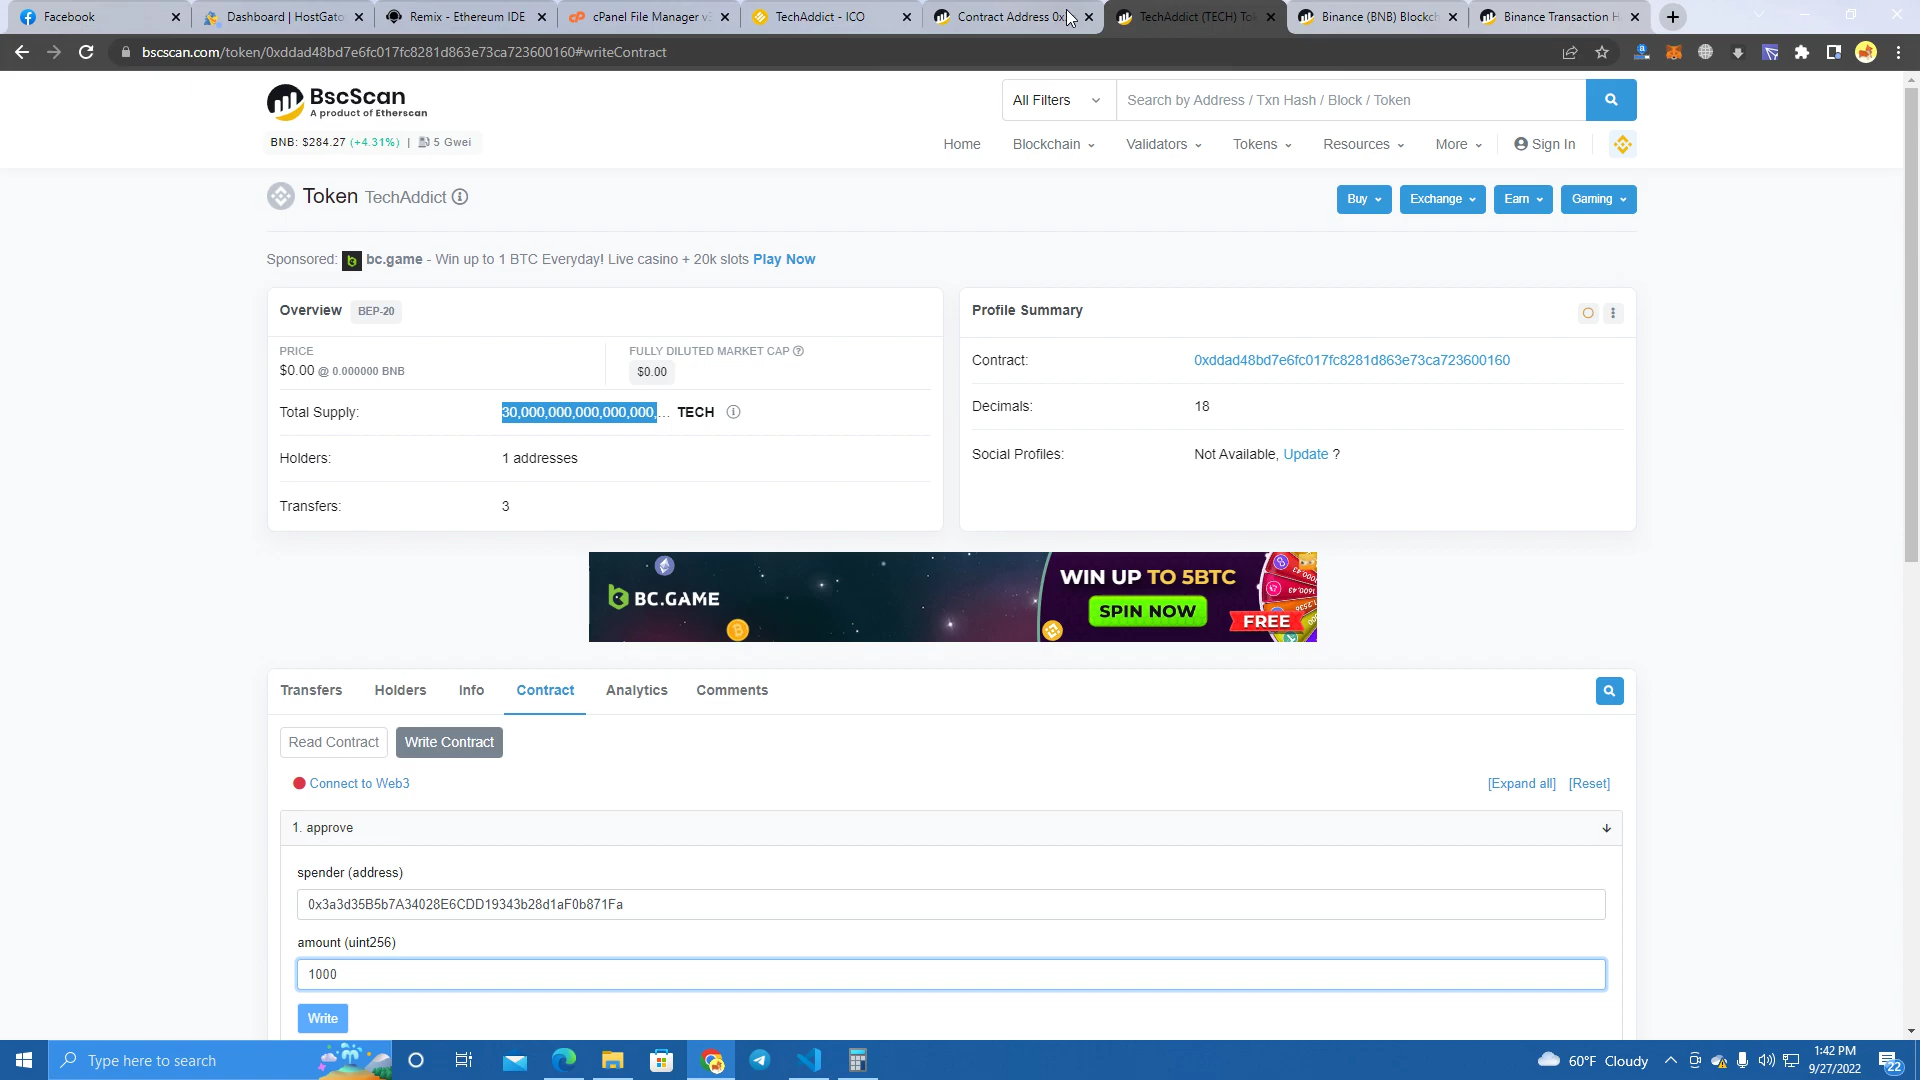 Facebook
Dashboard | HostGato
Remix - Ethereum IDE
cPanel File Manager v3
TechAddict - ICO
Contract Address 0x
TechAddict (TECH) Tok
Binance (BNB) Blockch
Binance Transaction H
bscscan.com/token/0xddad48bd7e6fc017fc8281d863e73ca723600160#writeContract
BscScan
A product of Etherscan
All Filters
Search by Address / Txn Hash / Block / Token
BNB: $284.27 (+4.31%) | 5 Gwei
Home
Blockchain
Validators
Tokens
Resources
More
Sign In
Token TechAddict
Buy
Exchange
Earn
Gaming
Sponsored: bc.game - Win up to 1 BTC Everyday! Live casino + 20k slots Play Now
Overview BEP-20
PRICE
$0.00 @ 0.000000 BNB
FULLY DILUTED MARKET CAP
$0.00
Total Supply: 30,000,000,000,000,000,... TECH
Holders: 1 addresses
Transfers: 3
Profile Summary
Contract: 0xddad48bd7e6fc017fc8281d863e73ca723600160
Decimals: 18
Social Profiles: Not Available, Update ?
BC.GAME
WIN UP TO 5BTC
SPIN NOW
FREE
Transfers
Holders
Info
Contract
Analytics
Comments
Read Contract
Write Contract
Connect to Web3
[Expand all] [Reset]
1. approve
spender (address)
0x3a3d35B5b7A34028E6CDD19343b28d1aF0b871Fa
amount (uint256)
1000
Write
Type here to search
60°F Cloudy
1:42 PM
9/27/2022
22